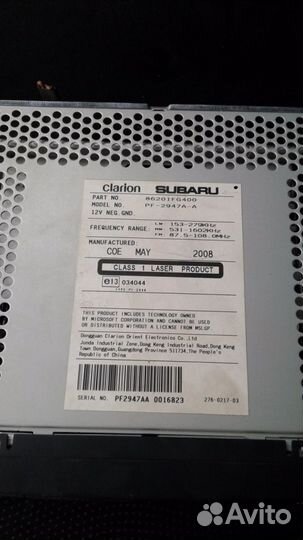 clarion SUBARU
PART NO. 86201FG400
MODEL NO. PF-2947A-A
12V NEG.GND.
FREQUENCY RANGE: LW 153-279KHz
MW 531-1602KHz
FM 87.5-108.0MHz
MANUFACTURED:
COE MAY 2008
CLASS 1 LASER PRODUCT
e13 034044
TYPE:PF-2944
THIS PRODUCT INCLUDES TECHNOLOGY OWNED
BY MICROSOFT CORPORATION AND CANNOT BE USED
OR DISTRIBUTED WITHOUT A LICENSE FROM MSLGP.
Dongguan Clarion Orient Electronics Co.,Ltd
Junda Industrial Zone,Dong Keng Industrial Road,Dong Keng
Town Dongguan,Guangdong Province 511734,The People's
Republic of China
SERIAL NO. PF2947AA 0016823
276-0217-03
Avito